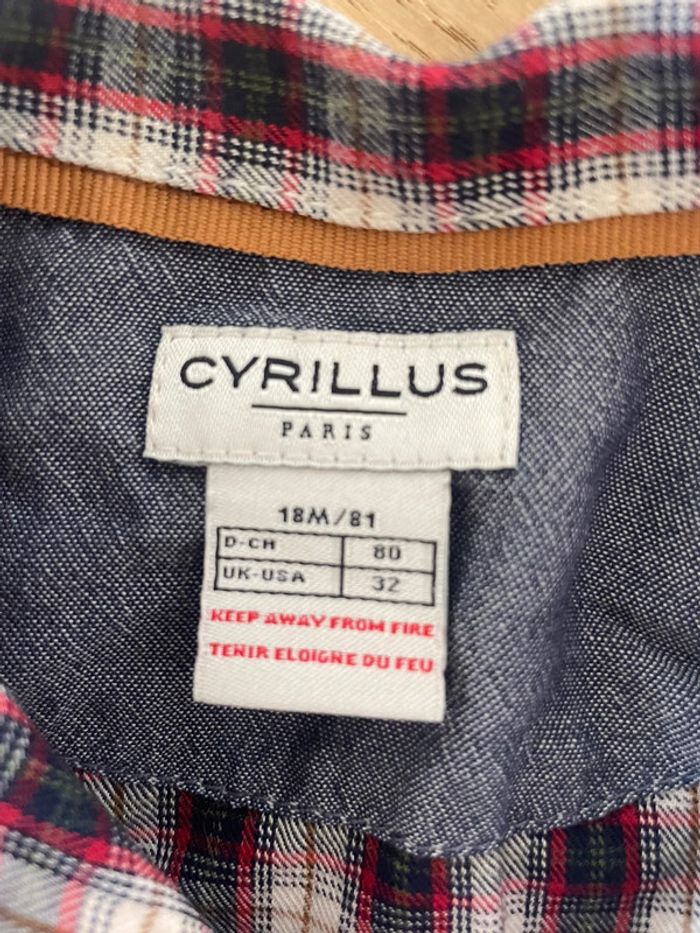 CYRILLUS
PARIS
18M/81
D-CH 80
UK-USA 32
KEEP AWAY FROM FIRE
TENIR ELOIGNE DU FEU